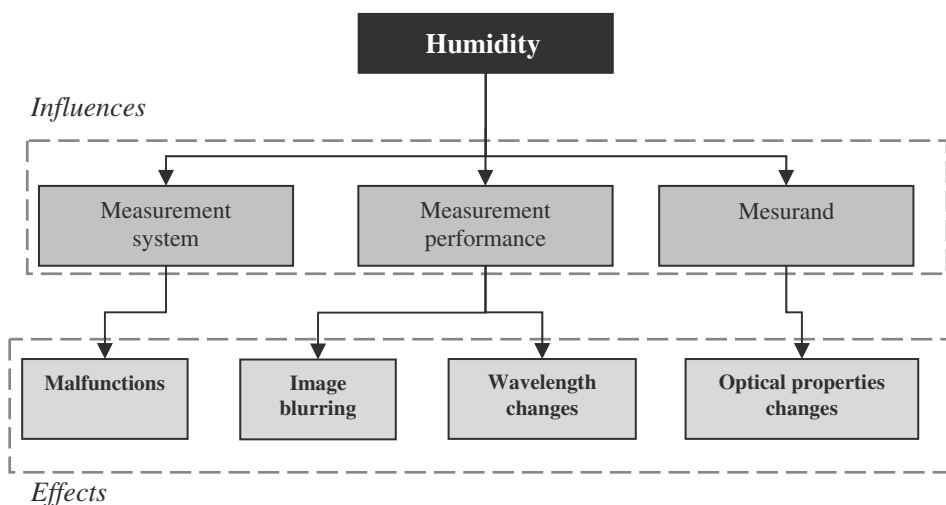 Humidity
Influences
Measurement
system
Measurement
performance
Mesurand
Malfunctions
Image
blurring
Wavelength
changes
Optical properties
changes
Effects